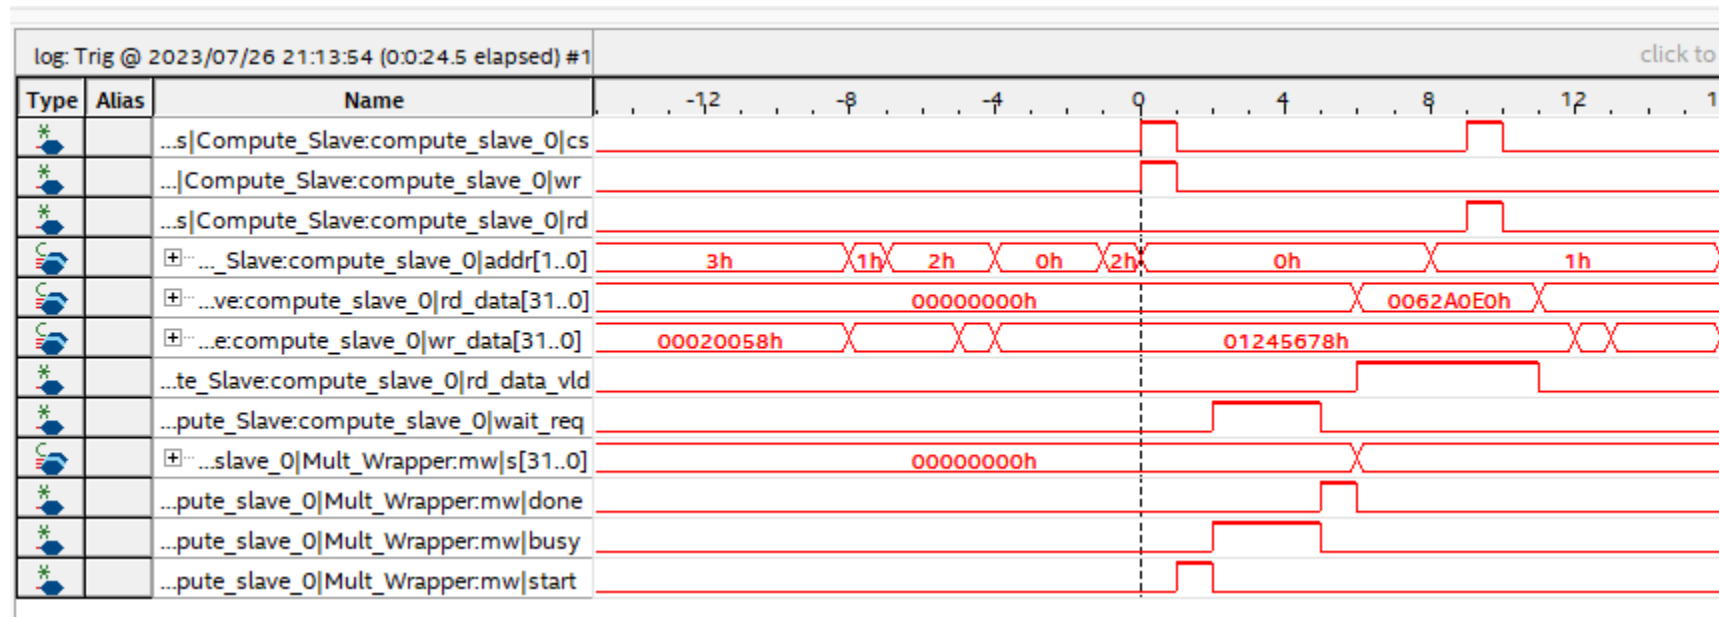 log: Trig @ 2023/07/26 21:13:54 (0:0:24.5 elapsed) #1 click to
Type Alias Name -12 -8 -4 0 4 8 12 1
...s|Compute_Slave:compute_slave_0|cs
...|Compute_Slave:compute_slave_0|wr
...s|Compute_Slave:compute_slave_0|rd
..._Slave:compute_slave_0|addr[1..0] 3h 1h 2h 0h 2h 0h 1h
...ve:compute_slave_0|rd_data[31..0] 00000000h 0062A0E0h
...e:compute_slave_0|wr_data[31..0] 00020058h 01245678h
...te_Slave:compute_slave_0|rd_data_vld
...pute_Slave:compute_slave_0|wait_req
...slave_0|Mult_Wrapper:mw|s[31..0] 00000000h
...pute_slave_0|Mult_Wrapper:mw|done
...pute_slave_0|Mult_Wrapper:mw|busy
...pute_slave_0|Mult_Wrapper:mw|start